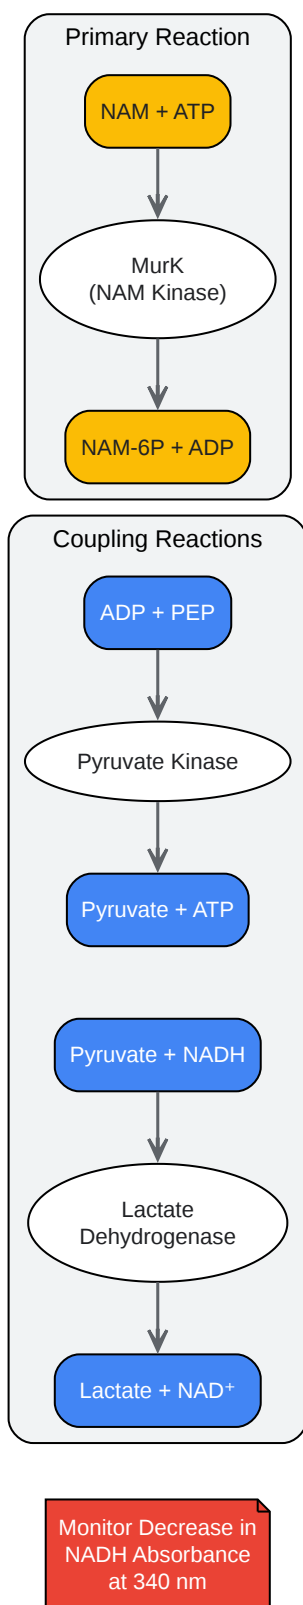 Primary Reaction
NAM + ATP
MurK
(NAM Kinase)
NAM-6P + ADP
Coupling Reactions
ADP + PEP
Pyruvate Kinase
Pyruvate + ATP
Pyruvate + NADH
Lactate
Dehydrogenase
Lactate + NAD⁺
Monitor Decrease in
NADH Absorbance
at 340 nm